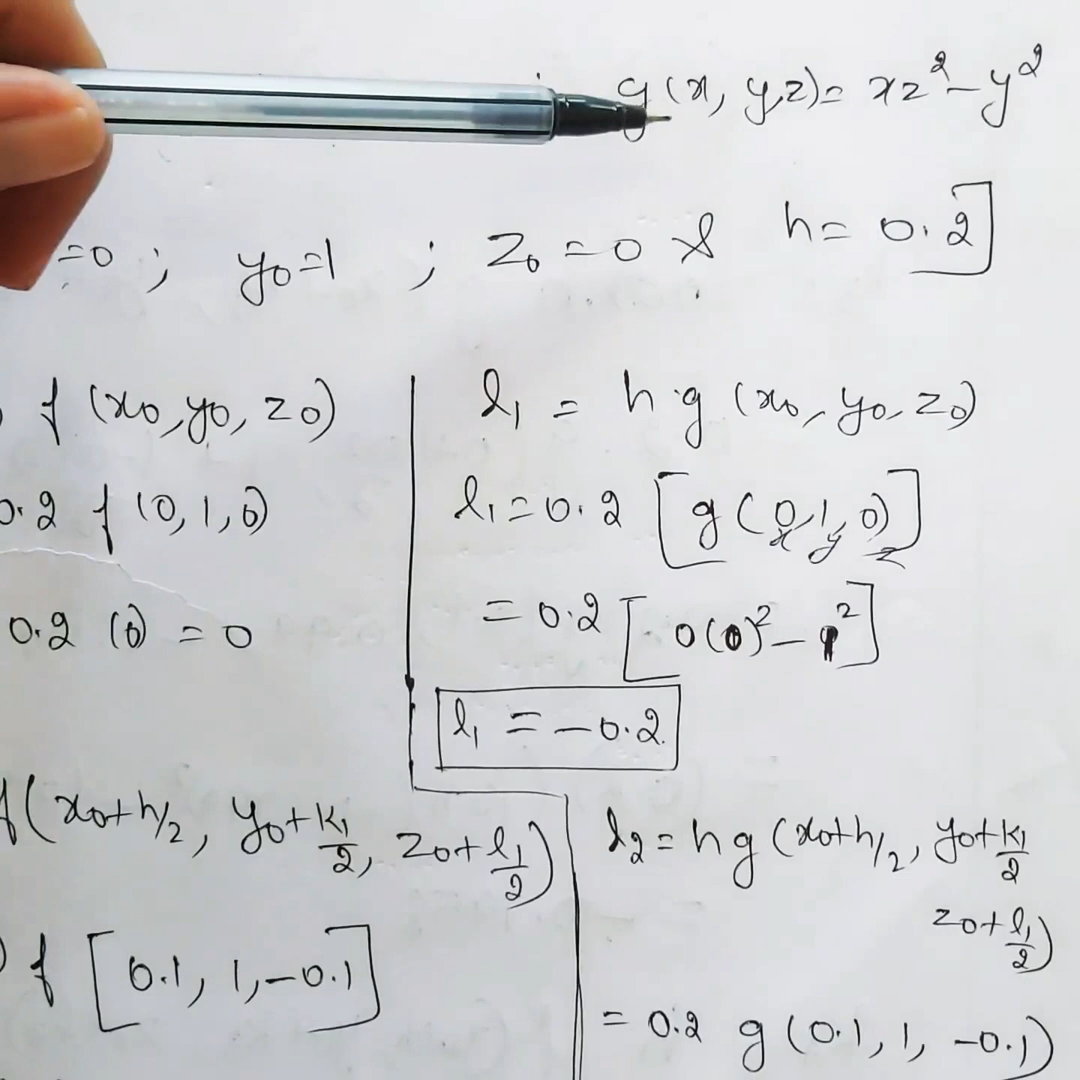 g(x, y,z) = xz² - y²
=0 ; y₀=1 ; z₀ = 0 & h= 0.2]
f (x₀, y₀, z₀)
0.2 f (0, 1, 0)
0.2 (0) = 0
l₁ = h.g (x₀, y₀, z₀)
l₁ = 0.2 [g(0,1,0)]
x y z
= 0.2 [0(0)² - 1²]
l₁ = -0.2
f(x₀+h/2, y₀+k₁/2, z₀+l₁/2)
f [0.1, 1, -0.1]
l₂ = hg (x₀+h/2, y₀+k₁/2
z₀+l₁/2)
= 0.2 g(0.1, 1, -0.1)